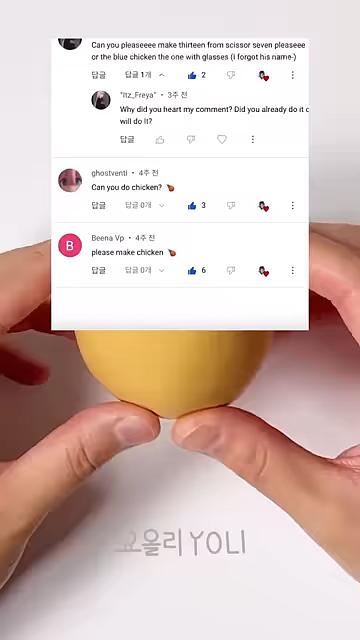 Can you pleaseeee make thirteen from scissor seven pleaseee
or the blue chicken the one with glasses (i forgot his name-)
답글 답글 1개 2
"Itz_Freya" • 3주 전
Why did you heart my comment? Did you already do it o
will do It?
답글
ghostventi • 4주 전
Can you do chicken?
답글 답글 0개 3
B
Beena Vp • 4주 전
please make chicken
답글 답글 0개 6
요올리 YOLI